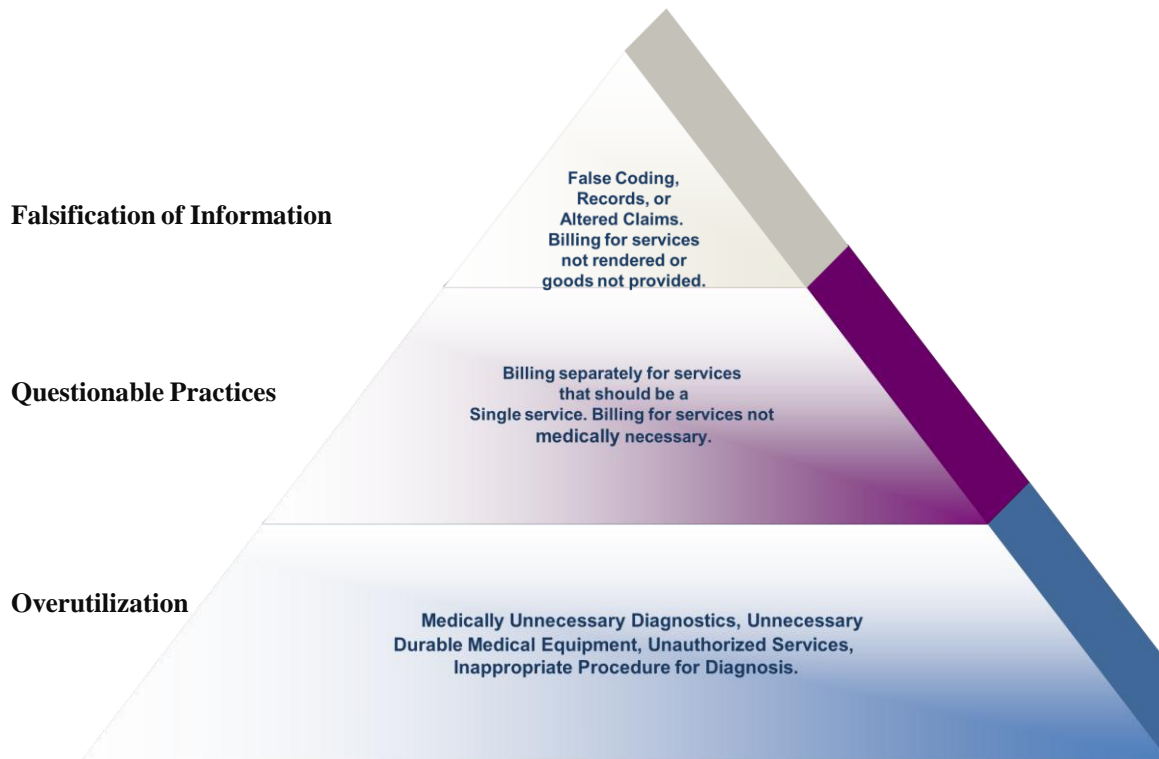 False Coding,
Records, or
Altered Claims.
Falsification of Information
Billing for services
not rendered or
goods not provided.
Billing separately for services
that should be a
Questionable Practices
Single service. Billing for services not
medically necessary.
Overutilization
Medically Unnecessary Diagnostics, Unnecessary
Durable Medical Equipment, Unauthorized Services,
Inappropriate Procedure for Diagnosis.